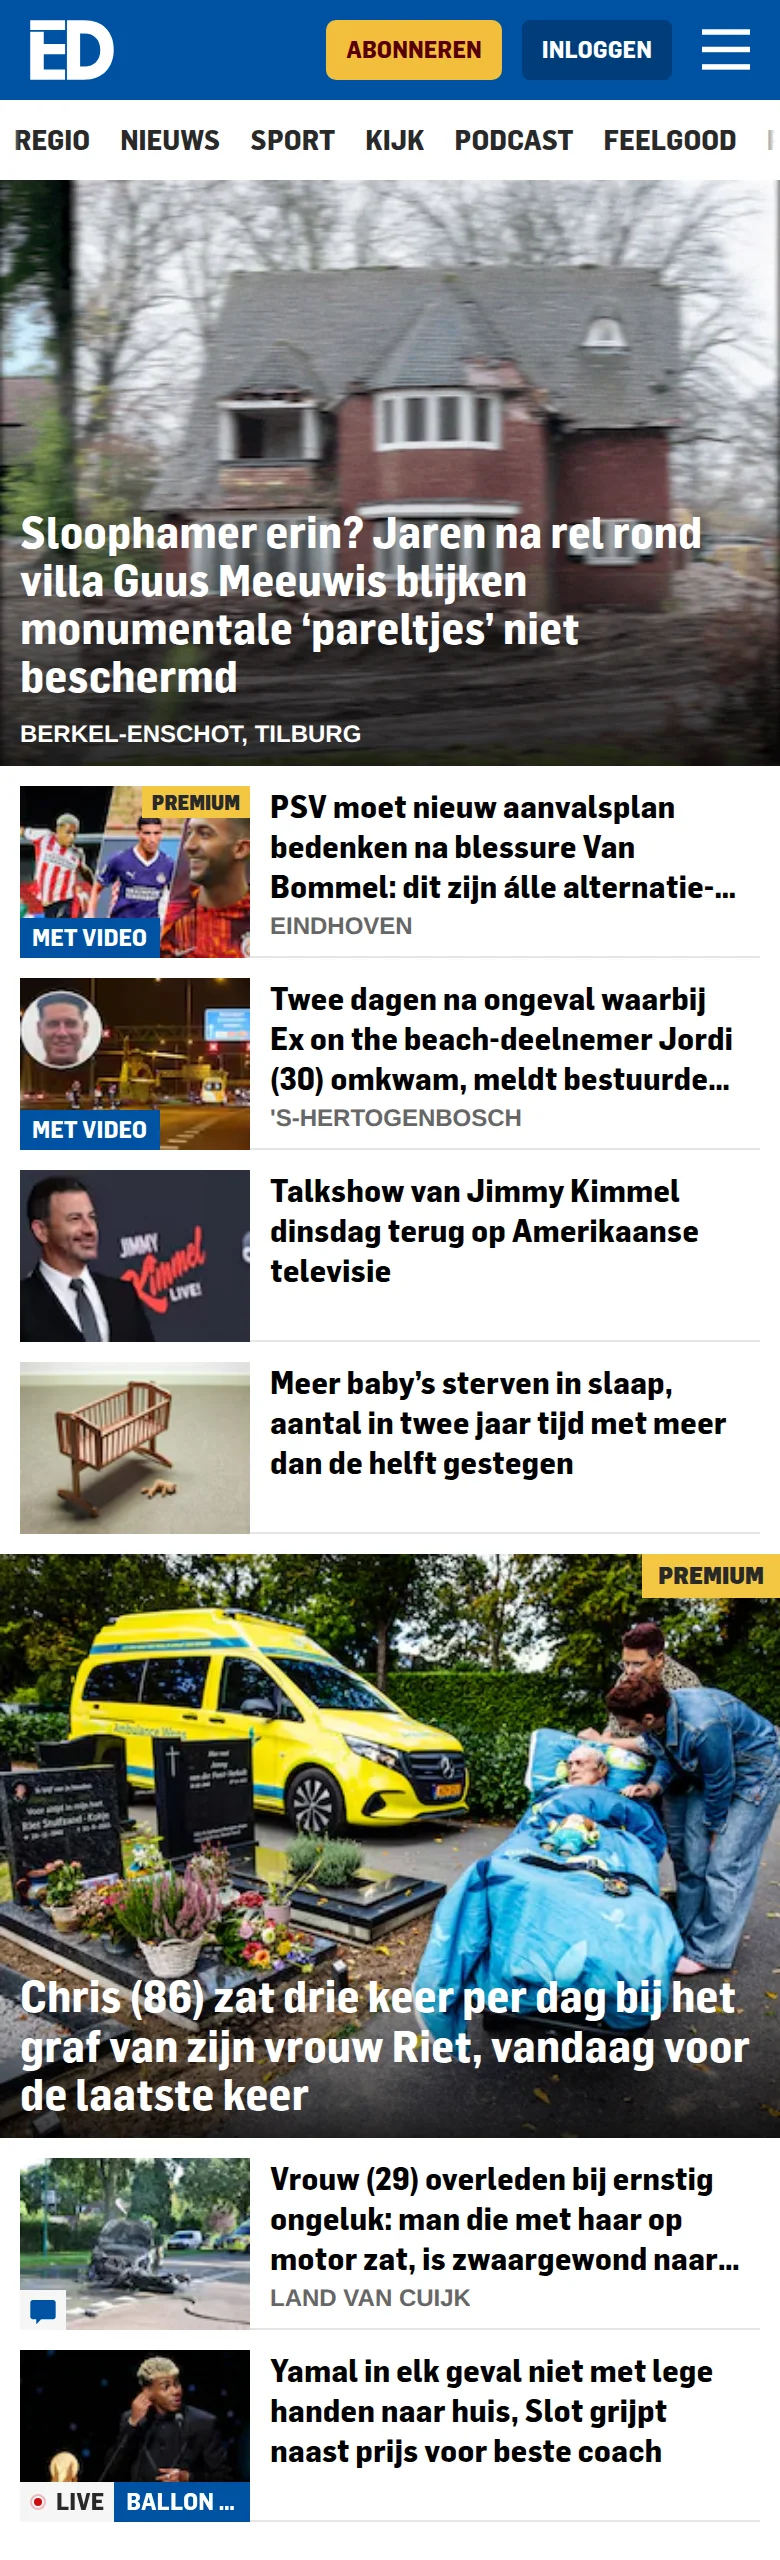 ED
ABONNEREN
INLOGGEN
REGIO NIEUWS SPORT KIJK PODCAST FEELGOOD
Sloophamer erin? Jaren na rel rond
villa Guus Meeuwis blijken
monumentale ‘pareltjes’ niet
beschermd
BERKEL-ENSCHOT, TILBURG
PREMIUM
MET VIDEO
PSV moet nieuw aanvalsplan
bedenken na blessure Van
Bommel: dit zijn álle alternatie-...
EINDHOVEN
MET VIDEO
Twee dagen na ongeval waarbij
Ex on the beach-deelnemer Jordi
(30) omkwam, meldt bestuurde...
'S-HERTOGENBOSCH
JIMMY
Kimmel
LIVE!
Talkshow van Jimmy Kimmel
dinsdag terug op Amerikaanse
televisie
Meer baby’s sterven in slaap,
aantal in twee jaar tijd met meer
dan de helft gestegen
PREMIUM
Ambulance Wens
Chris (86) zat drie keer per dag bij het
graf van zijn vrouw Riet, vandaag voor
de laatste keer
Vrouw (29) overleden bij ernstig
ongeluk: man die met haar op
motor zat, is zwaargewond naar...
LAND VAN CUIJK
LIVE
BALLON ...
Yamal in elk geval niet met lege
handen naar huis, Slot grijpt
naast prijs voor beste coach